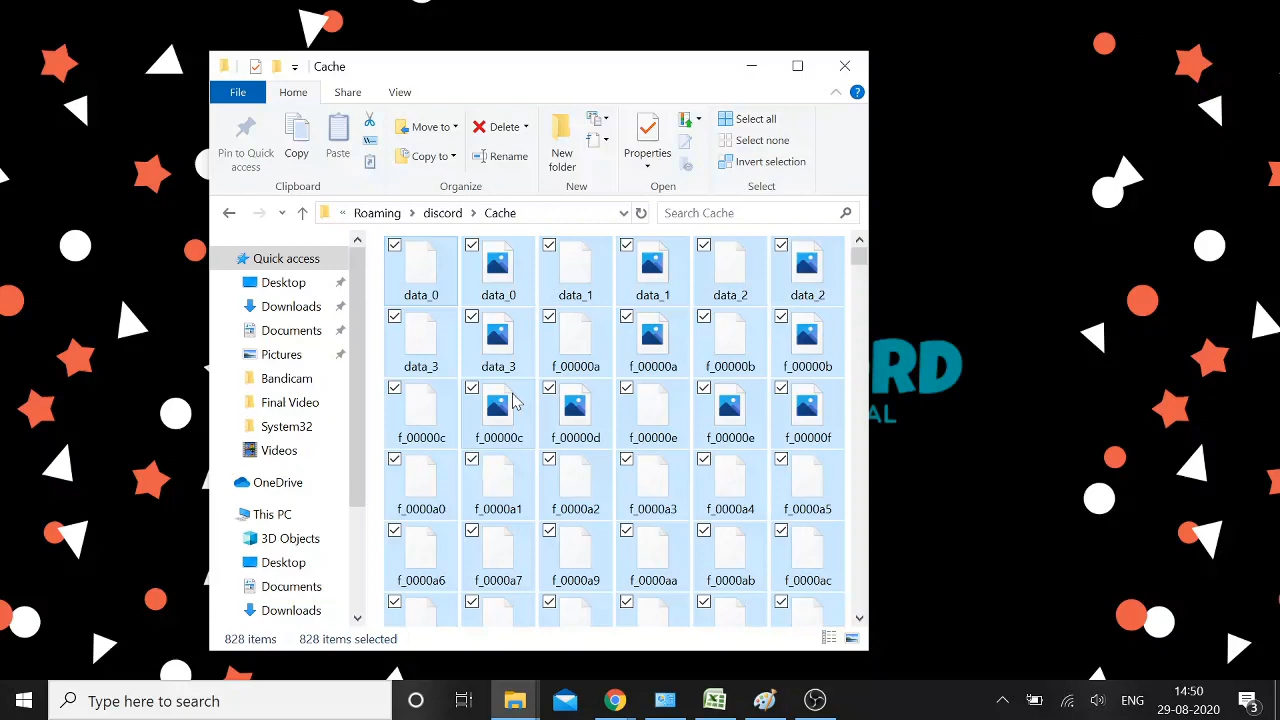 Cache
File
Home
Share
View
Pin to Quick access
Copy
Paste
Move to
Copy to
Delete
Rename
New folder
Properties
Select all
Select none
Invert selection
Clipboard
Organize
New
Open
Select
« Roaming > discord > Cache
Search Cache
Quick access
Desktop
Downloads
Documents
Pictures
Bandicam
Final Video
System32
Videos
OneDrive
This PC
3D Objects
Desktop
Documents
Downloads
data_0 data_0 data_1 data_1 data_2 data_2
data_3 data_3 f_00000a f_00000a f_00000b f_00000b
f_00000c f_00000c f_00000d f_00000e f_00000e f_00000f
f_0000a0 f_0000a1 f_0000a2 f_0000a3 f_0000a4 f_0000a5
f_0000a6 f_0000a7 f_0000a9 f_0000aa f_0000ab f_0000ac
828 items 828 items selected
RD
AL
Type here to search
ENG
14:50
29-08-2020
3